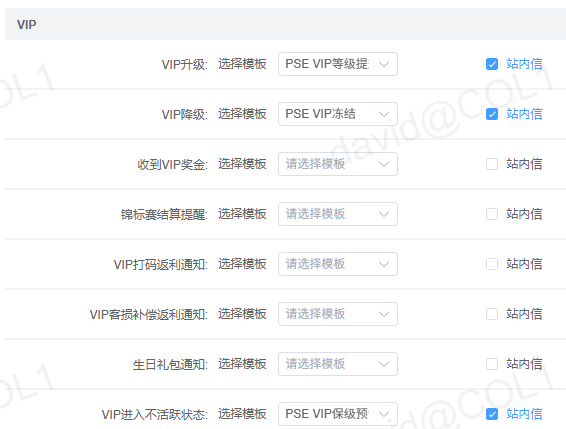 VIP
VIP升级: 选择模板 PSE VIP等级提 站内信
VIP降级: 选择模板 PSE VIP冻结 站内信
收到VIP奖金: 选择模板 请选择模板 站内信
锦标赛结算提醒: 选择模板 请选择模板 站内信
VIP打码返利通知: 选择模板 请选择模板 站内信
VIP客损补偿返利通知: 选择模板 请选择模板 站内信
生日礼包通知: 选择模板 请选择模板 站内信
VIP进入不活跃状态: 选择模板 PSE VIP保级预 站内信
COL1
david@COL1
COL1
david@COL1